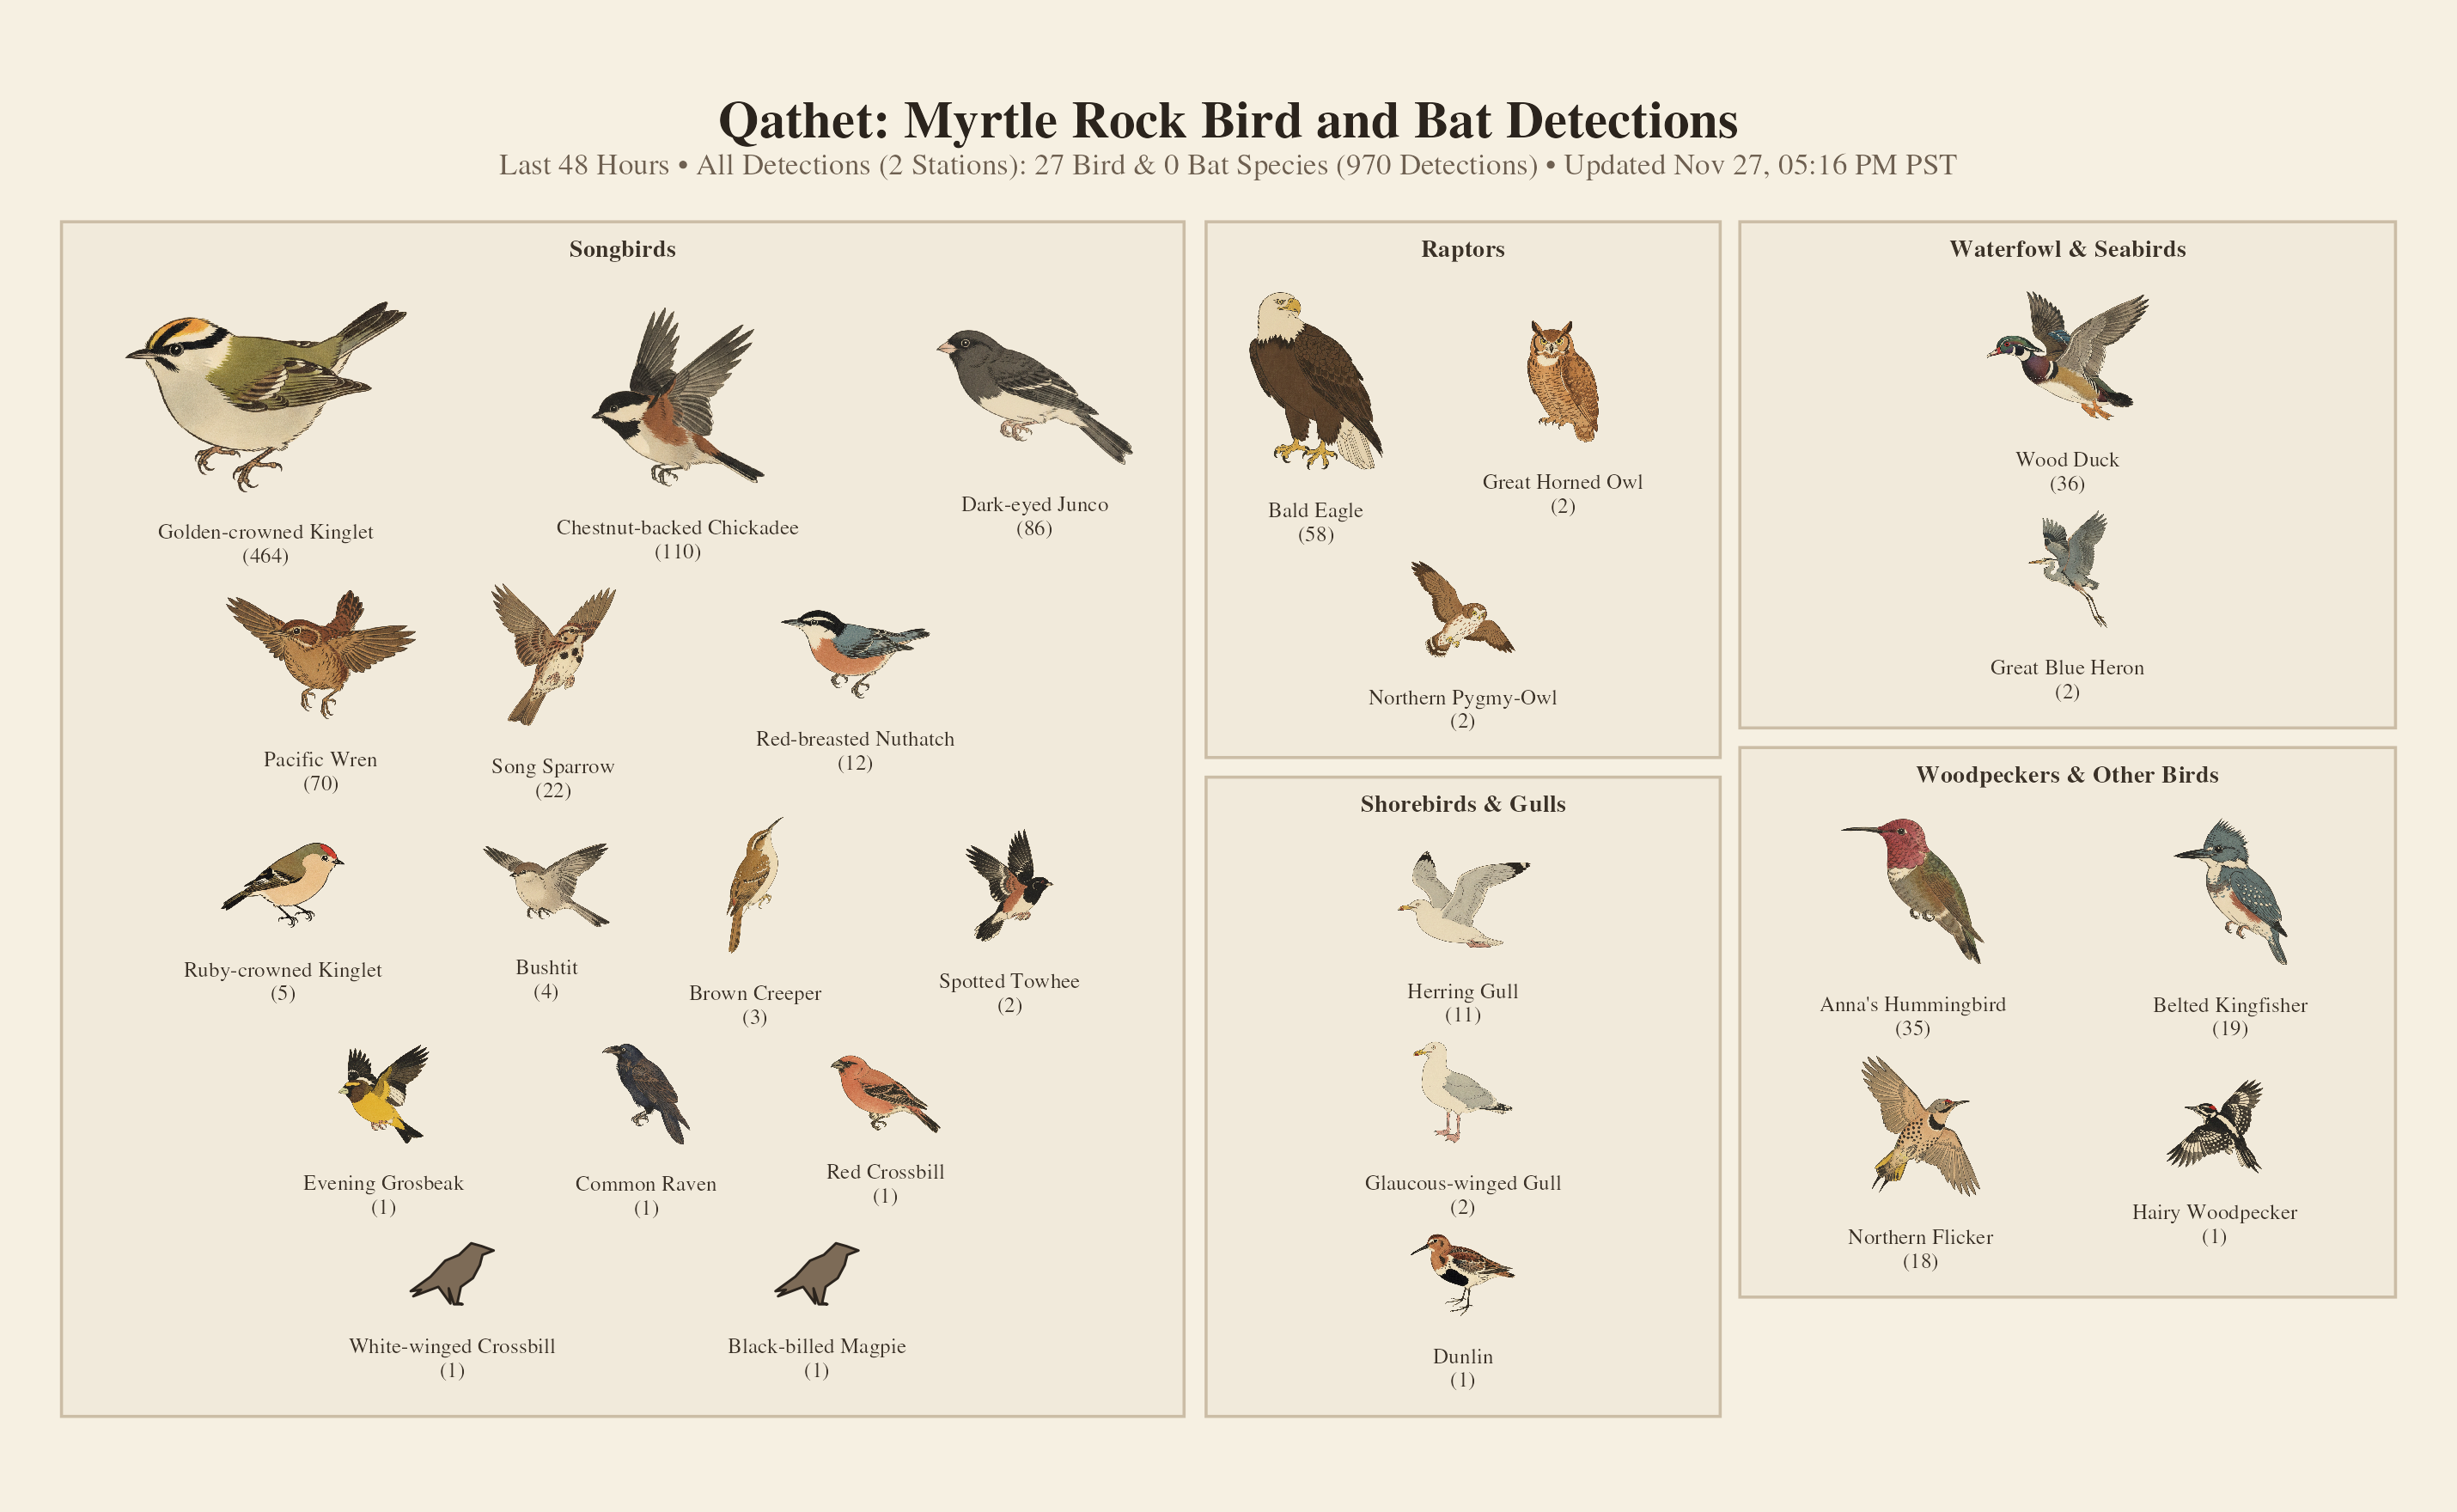 Qathet: Myrtle Rock Bird and Bat Detections
Last 48 Hours • All Detections (2 Stations): 27 Bird & 0 Bat Species (970 Detections) • Updated Nov 27, 05:16 PM PST
Songbirds
Golden-crowned Kinglet
(464)
Chestnut-backed Chickadee
(110)
Dark-eyed Junco
(86)
Pacific Wren
(70)
Song Sparrow
(22)
Red-breasted Nuthatch
(12)
Ruby-crowned Kinglet
(5)
Bushtit
(4)
Brown Creeper
(3)
Spotted Towhee
(2)
Evening Grosbeak
(1)
Common Raven
(1)
Red Crossbill
(1)
White-winged Crossbill
(1)
Black-billed Magpie
(1)
Raptors
Bald Eagle
(58)
Great Horned Owl
(2)
Northern Pygmy-Owl
(2)
Shorebirds & Gulls
Herring Gull
(11)
Glaucous-winged Gull
(2)
Dunlin
(1)
Waterfowl & Seabirds
Wood Duck
(36)
Great Blue Heron
(2)
Woodpeckers & Other Birds
Anna's Hummingbird
(35)
Belted Kingfisher
(19)
Northern Flicker
(18)
Hairy Woodpecker
(1)